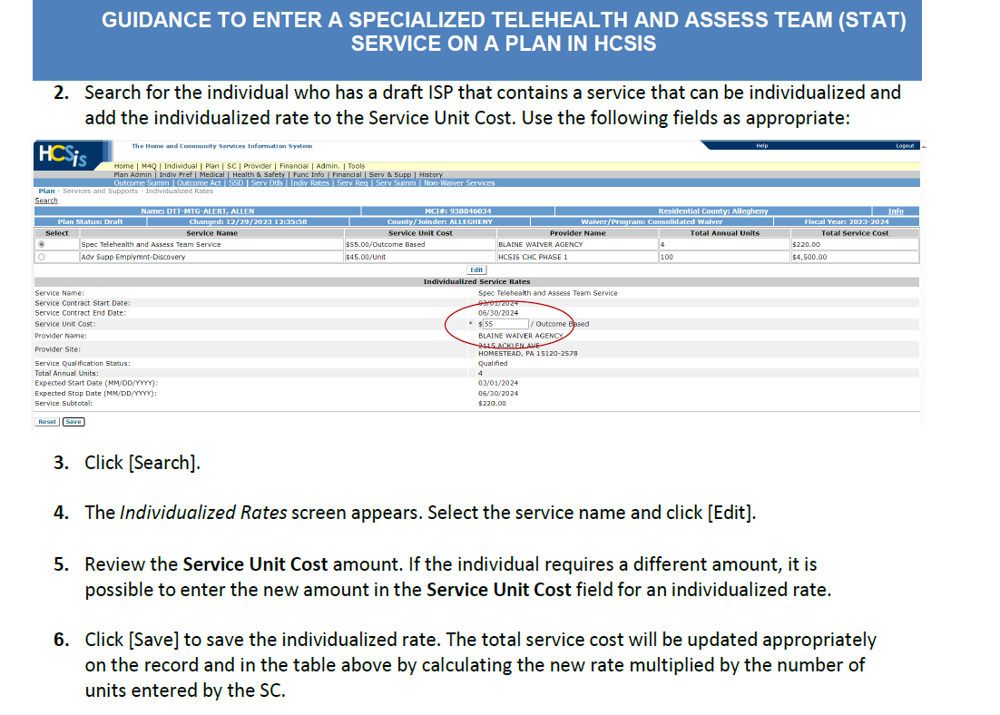 GUIDANCE TO ENTER A SPECIALIZED TELEHEALTH AND ASSESS TEAM (STAT)
SERVICE ON A PLAN IN HCSIS
2. Search for the individual who has a draft ISP that contains a service that can be individualized and
add the individualized rate to the Service Unit Cost. Use the following fields as appropriate:
HCSis The Home and Community Services Information System Help Logout
Home | M4Q | Individual | Plan | SC | Provider | Financial | Admin. | Tools
Plan Admin | Indiv Pref | Medical | Health & Safety | Func Info | Financial | Serv & Supp | History
Outcome Summ | Outcome Act | SSD | Serv Dtls | Indiv Rates | Serv Req | Serv Summ | Non-Waiver Services
Plan - Services and Supports - Individualized Rates
Search
Name: DTT-MTG-ALERT, ALLEN MCI#: 938846034 Residential County: Allegheny Info
Plan Status: Draft Changed: 12/29/2023 12:35:58 County/Joinder: ALLEGHENY Waiver/Program: Consolidated Waiver Fiscal Year: 2023-2024
Select Service Name Service Unit Cost Provider Name Total Annual Units Total Service Cost
Spec Telehealth and Assess Team Service $55.00/Outcome Based BLAINE WAIVER AGENCY 4 $220.00
Adv Supp Emplymnt-Discovery $45.00/Unit HCSIS CHC PHASE 1 100 $4,500.00
Edit
Individualized Service Rates
Service Name: Spec Telehealth and Assess Team Service
Service Contract Start Date: 03/01/2024
Service Contract End Date: 06/30/2024
Service Unit Cost: * $ 55 / Outcome Based
Provider Name: BLAINE WAIVER AGENCY
Provider Site: 2115 ACKLEN AVE
HOMESTEAD, PA 15120-2578
Service Qualification Status: Qualified
Total Annual Units: 4
Expected Start Date (MM/DD/YYYY): 03/01/2024
Expected Stop Date (MM/DD/YYYY): 06/30/2024
Service Subtotal: $220.00
Reset Save
3. Click [Search].
4. The Individualized Rates screen appears. Select the service name and click [Edit].
5. Review the Service Unit Cost amount. If the individual requires a different amount, it is
possible to enter the new amount in the Service Unit Cost field for an individualized rate.
6. Click [Save] to save the individualized rate. The total service cost will be updated appropriately
on the record and in the table above by calculating the new rate multiplied by the number of
units entered by the SC.